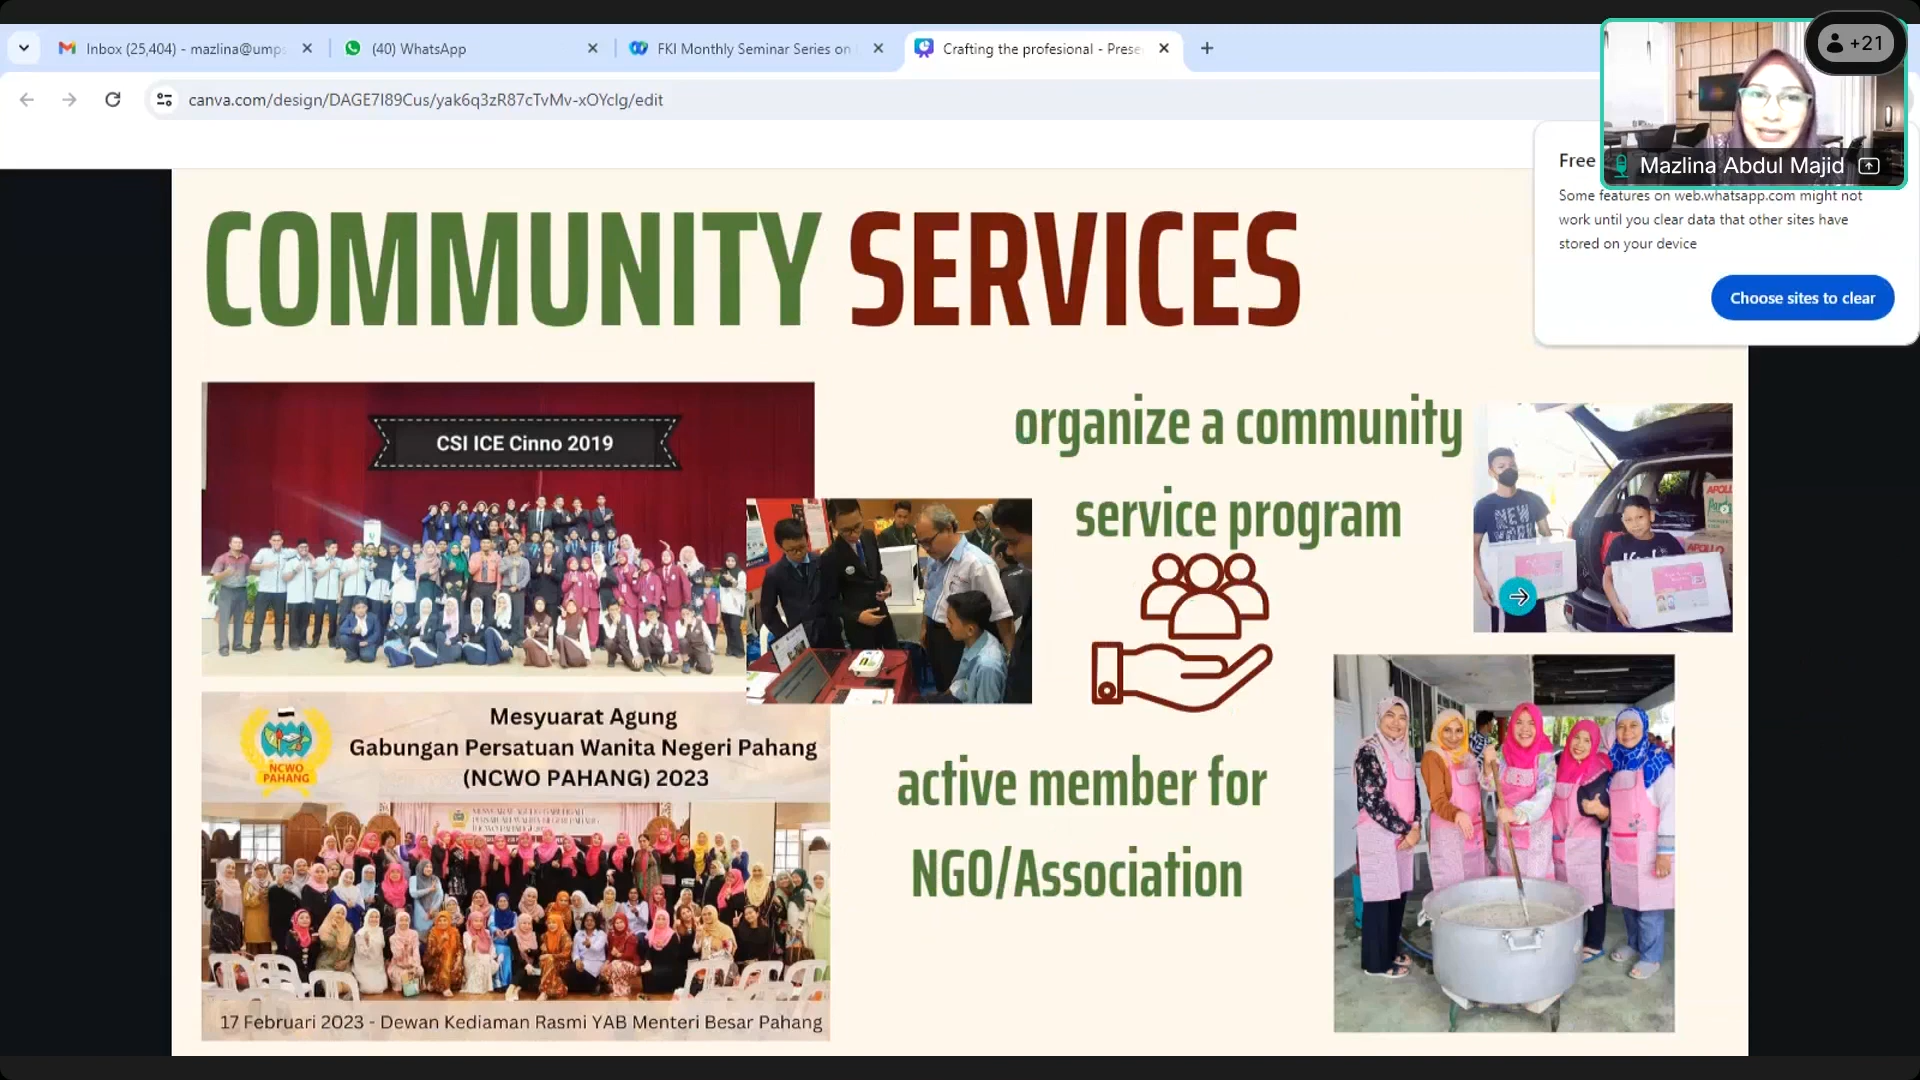 Inbox (25,404) - mazlina@ump
(40) WhatsApp
FKI Monthly Seminar Series on
Crafting the profesional - Prese
+21
canva.com/design/DAGE7I89Cus/yak6q3zR87cTvMv-xOYclg/edit
Mazlina Abdul Majid
Free
Some features on web.whatsapp.com might not
work until you clear data that other sites have
stored on your device
Choose sites to clear
COMMUNITY SERVICES
CSI ICE Cinno 2019
organize a community
service program
NEW
APOLLO
APOLLO
NCWO
PAHANG
Mesyuarat Agung
Gabungan Persatuan Wanita Negeri Pahang
(NCWO PAHANG) 2023
active member for
NGO/Association
17 Februari 2023 - Dewan Kediaman Rasmi YAB Menteri Besar Pahang